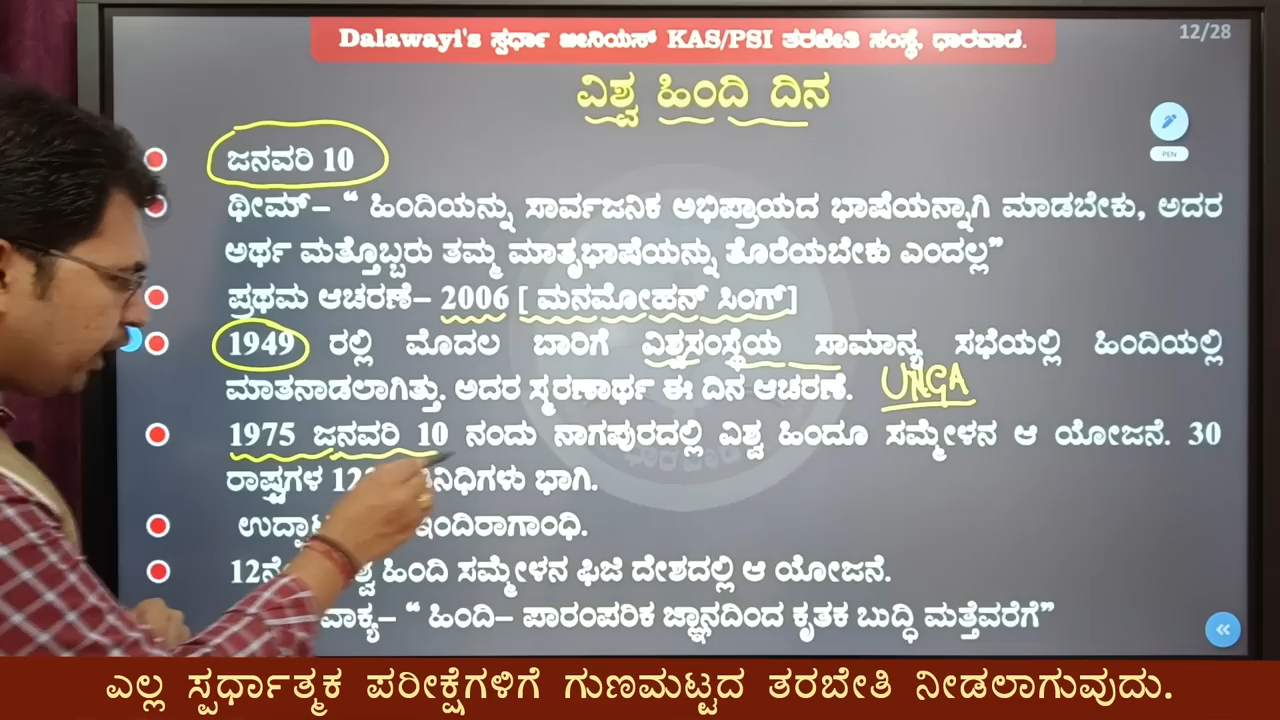 Dalawayi's ಸ್ಪರ್ಧಾ ಜೀನಿಯಸ್ KAS/PSI ತರಬೇತಿ ಸಂಸ್ಥೆ, ಧಾರವಾಡ.
12/28
ವಿಶ್ವ ಹಿಂದಿ ದಿನ
PEN
ಜನವರಿ 10
ಥೀಮ್– “ ಹಿಂದಿಯನ್ನು ಸಾರ್ವಜನಿಕ ಅಭಿಪ್ರಾಯದ ಭಾಷೆಯನ್ನಾಗಿ ಮಾಡಬೇಕು, ಅದರ
ಅರ್ಥ ಮತ್ತೊಬ್ಬರು ತಮ್ಮ ಮಾತೃಭಾಷೆಯನ್ನು ತೊರೆಯಬೇಕು ಎಂದಲ್ಲ”
ಪ್ರಥಮ ಆಚರಣೆ– 2006 [ ಮನಮೋಹನ್ ಸಿಂಗ್]
1949 ರಲ್ಲಿ ಮೊದಲ ಬಾರಿಗೆ ವಿಶ್ವಸಂಸ್ಥೆಯ ಸಾಮಾನ್ಯ ಸಭೆಯಲ್ಲಿ ಹಿಂದಿಯಲ್ಲಿ
ಮಾತನಾಡಲಾಗಿತ್ತು. ಅದರ ಸ್ಮರಣಾರ್ಥ ಈ ದಿನ ಆಚರಣೆ. UNGA
1975 ಜನವರಿ 10 ನಂದು ನಾಗಪುರದಲ್ಲಿ ವಿಶ್ವ ಹಿಂದೂ ಸಮ್ಮೇಳನ ಆ ಯೋಜನೆ. 30
ರಾಷ್ಟ್ರಗಳ ಭಾಗಿ.
ಇಂದಿರಾಗಾಂಧಿ.
ಹಿಂದಿ ಸಮ್ಮೇಳನ ಫಿಜಿ ದೇಶದಲ್ಲಿ ಆ ಯೋಜನೆ.
ವಾಕ್ಯ– “ ಹಿಂದಿ– ಪಾರಂಪರಿಕ ಜ್ಞಾನದಿಂದ ಕೃತಕ ಬುದ್ಧಿ ಮತ್ತೆವರೆಗೆ”
ಎಲ್ಲ ಸ್ಪರ್ಧಾತ್ಮಕ ಪರೀಕ್ಷೆಗಳಿಗೆ ಗುಣಮಟ್ಟದ ತರಬೇತಿ ನೀಡಲಾಗುವುದು.